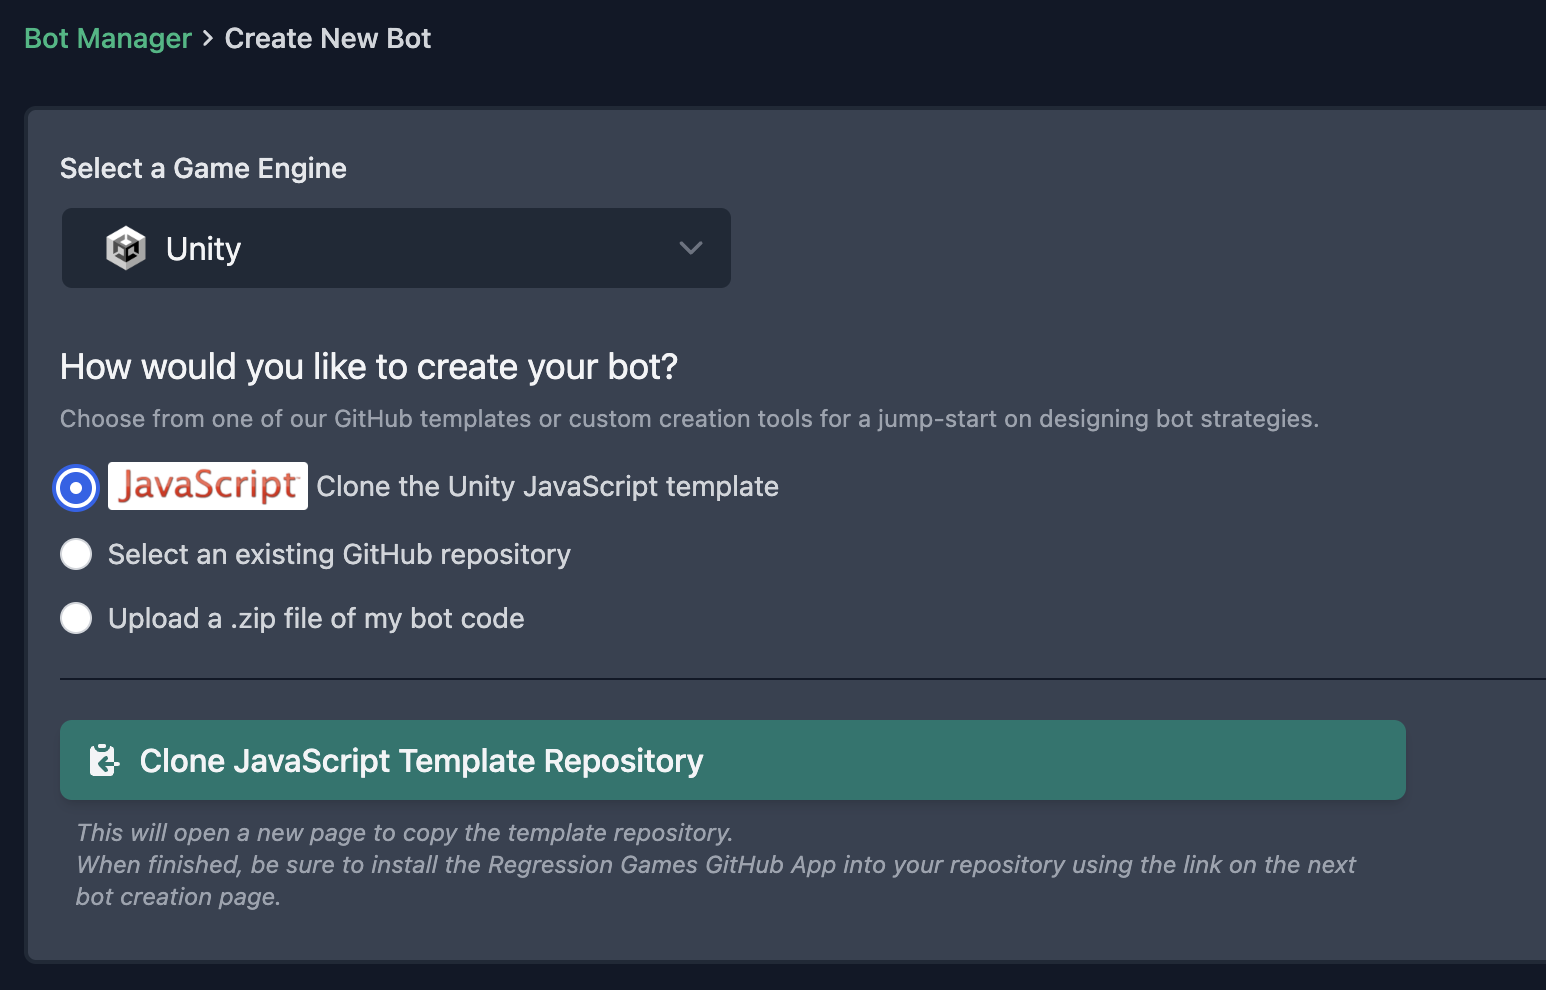 Bot Manager > Create New Bot
Select a Game Engine
Unity
How would you like to create your bot?
Choose from one of our GitHub templates or custom creation tools for a jump-start on designing bot strategies.
JavaScript Clone the Unity JavaScript template
Select an existing GitHub repository
Upload a .zip file of my bot code
Clone JavaScript Template Repository
This will open a new page to copy the template repository.
When finished, be sure to install the Regression Games GitHub App into your repository using the link on the next
bot creation page.